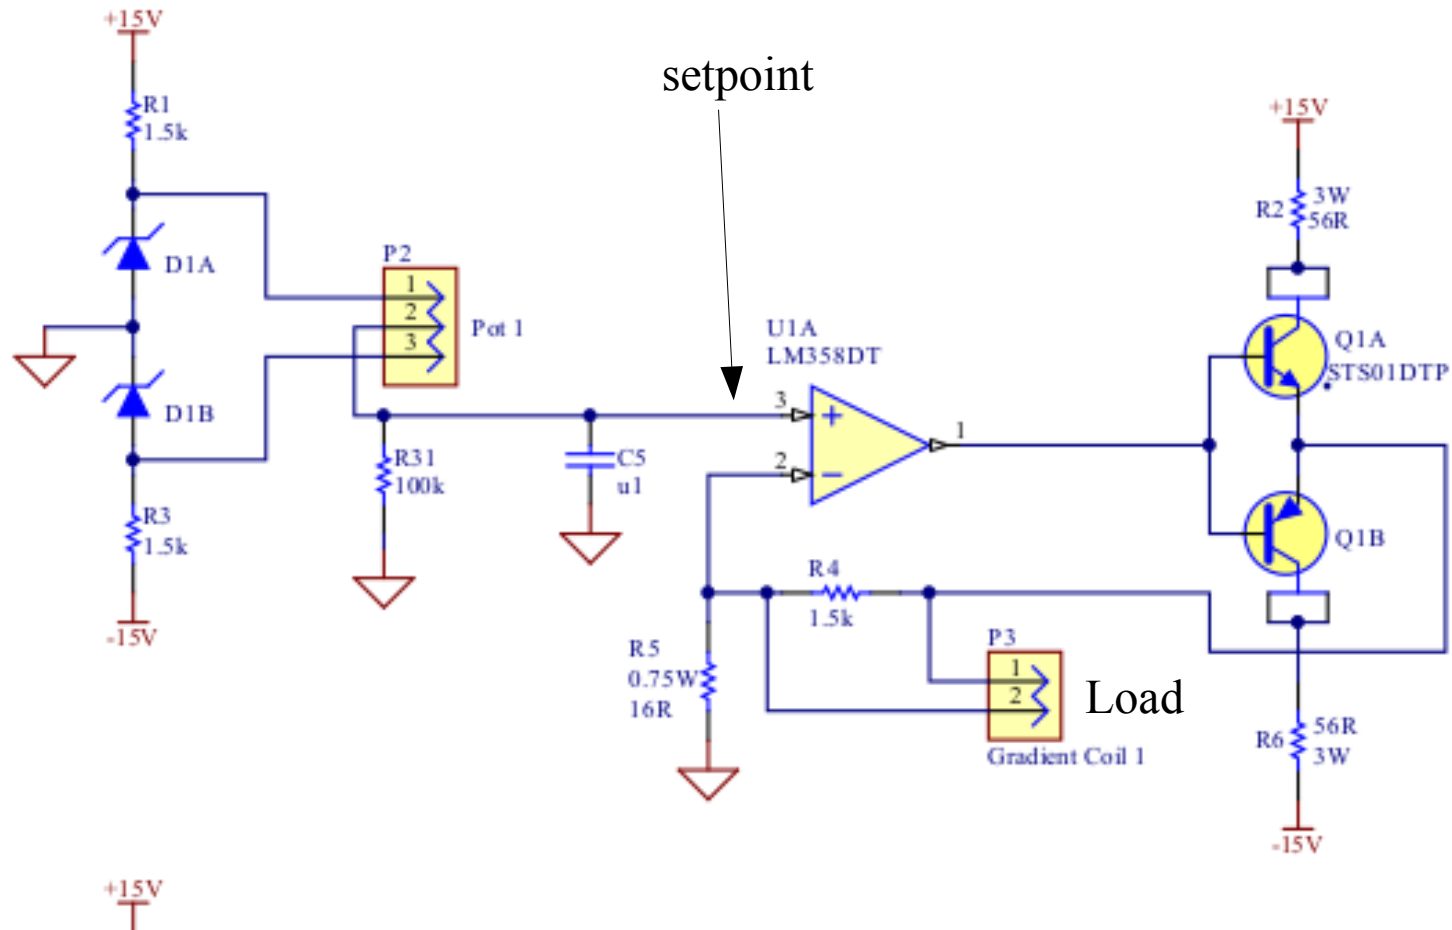 +15V
setpoint
R1
1.5k
+15V
3W
R2
56R
P2
D1A
1
2
3
Pot 1
U1A
LM358DT
Q1A
STS01DTP
D1B
3
+
1
2
−
R31
100k
C5
u1
R3
1.5k
Q1B
-15V
R4
1.5k
P3
R5
0.75W
16R
1
2
Load
Gradient Coil 1
R6
56R
3W
-15V
+15V